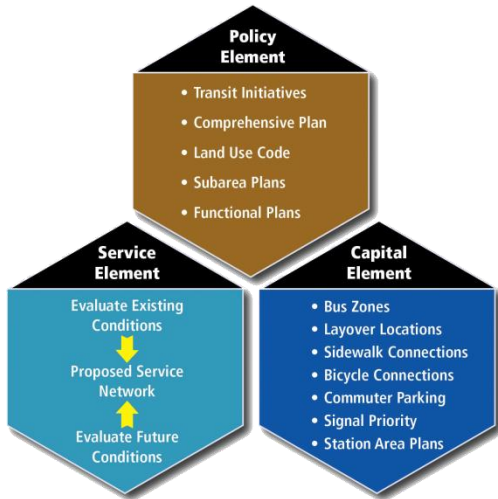 Policy
Element
• Transit Initiatives
• Comprehensive Plan
• Land Use Code
• Subarea Plans
• Functional Plans
Service
Element
Evaluate Existing
Conditions
Proposed Service
Network
Evaluate Future
Conditions
Capital
Element
• Bus Zones
• Layover Locations
• Sidewalk Connections
• Bicycle Connections
• Commuter Parking
• Signal Priority
• Station Area Plans